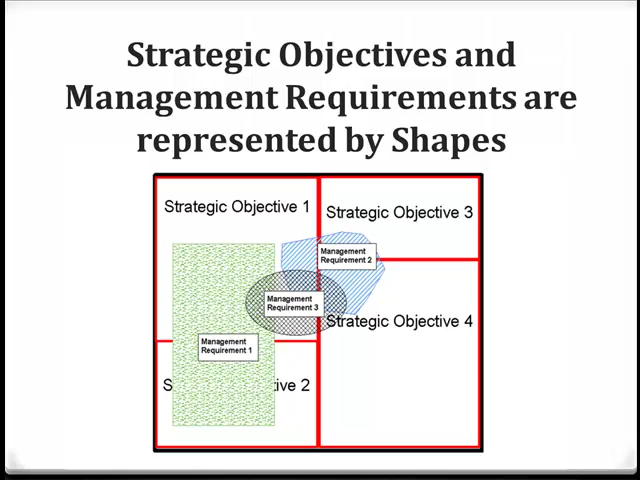 Strategic Objectives and
Management Requirements are
represented by Shapes
Strategic Objective 1
Strategic Objective 3
Management
Requirement 2
Management
Requirement 3
Strategic Objective 4
Management
Requirement 1
2